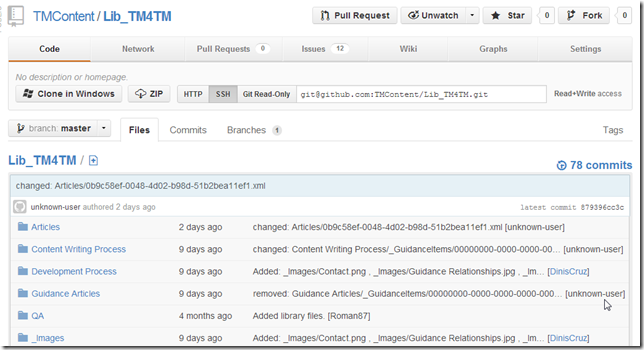 TMContent / Lib_TM4TM
Pull Request Unwatch 0 Star 0 Fork 0
Code Network Pull Requests 0 Issues 12 Wiki Graphs Settings
No description or homepage.
Clone in Windows ZIP HTTP SSH Git Read-Only git@github.com:TMContent/Lib_TM4TM.git Read+Write access
branch: master Files Commits Branches 1 Tags
Lib_TM4TM / 78 commits
changed: Articles/0b9c58ef-0048-4d02-b98d-51b2bea11ef1.xml
unknown-user authored 2 days ago latest commit 879396cc3c
Articles 2 days ago changed: Articles/0b9c58ef-0048-4d02-b98d-51b2bea11ef1.xml [unknown-user]
Content Writing Process 9 days ago changed: Content Writing Process/_GuidanceItems/00000000-0000-0000-00... [unknown-user]
Development Process 9 days ago Added: _Images/Contact.png , _Images/Guidance Relationships.jpg , _Im... [DinisCruz]
Guidance Articles 9 days ago removed: Guidance Articles/_GuidanceItems/00000000-0000-0000-0000-000... [unknown-user]
QA 4 months ago Added library files. [Roman87]
_Images 9 days ago Added: _Images/Contact.png , _Images/Guidance Relationships.jpg , _Im... [DinisCruz]